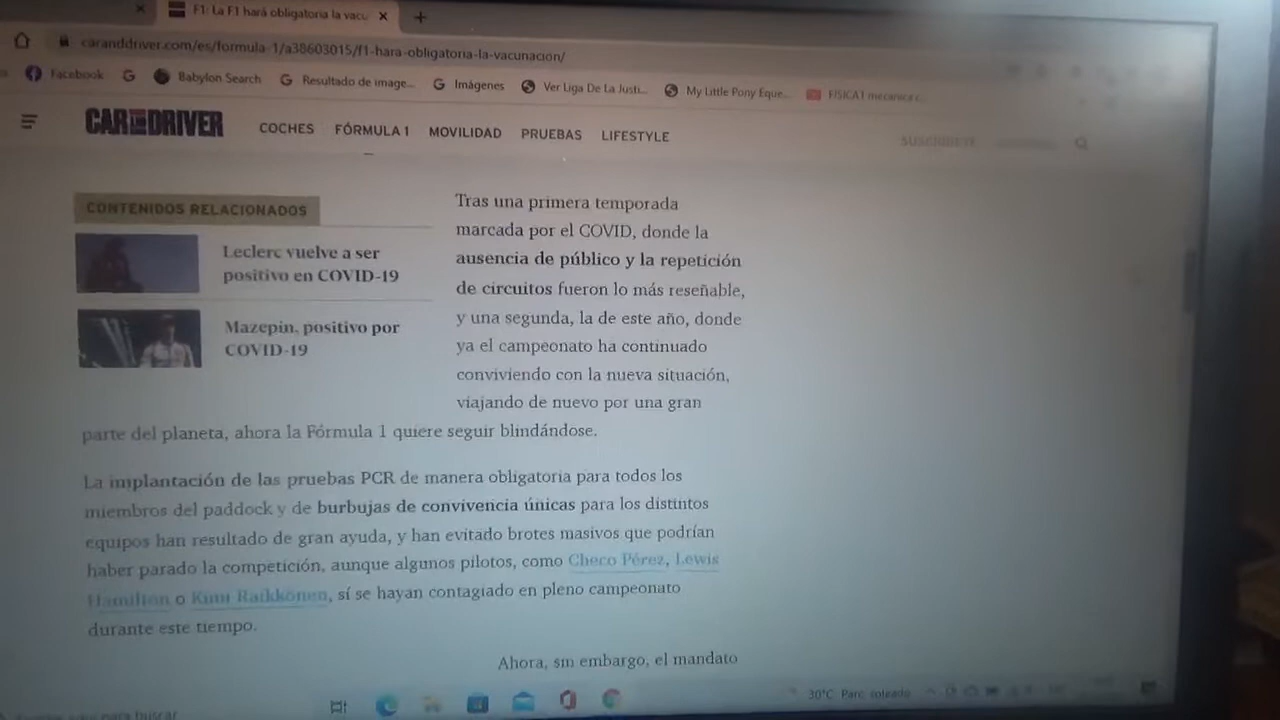 F1: La F1 hará obligatoria la vacu
caranddriver.com/es/formula-1/a38603015/f1-hara-obligatoria-la-vacunacion/
Facebook
Babylon Search
Resultado de image...
Imágenes
Ver Liga De La Justi...
My Little Pony Eque...
FISICA I mecanica c...
CAR AND DRIVER
COCHES
FÓRMULA 1
MOVILIDAD
PRUEBAS
LIFESTYLE
SUSCRÍBETE
CONTENIDOS RELACIONADOS
Leclerc vuelve a ser
positivo en COVID-19
Mazepin, positivo por
COVID-19
Tras una primera temporada
marcada por el COVID, donde la
ausencia de público y la repetición
de circuitos fueron lo más reseñable,
y una segunda, la de este año, donde
ya el campeonato ha continuado
conviviendo con la nueva situación,
viajando de nuevo por una gran
parte del planeta, ahora la Fórmula 1 quiere seguir blindándose.
La implantación de las pruebas PCR de manera obligatoria para todos los
miembros del paddock y de burbujas de convivencia únicas para los distintos
equipos han resultado de gran ayuda, y han evitado brotes masivos que podrían
haber parado la competición, aunque algunos pilotos, como Checo Pérez, Lewis
Hamilton o Kimi Raikkonen, sí se hayan contagiado en pleno campeonato
durante este tiempo.
Ahora, sin embargo, el mandato
30°C Parc. soleado
para buscar